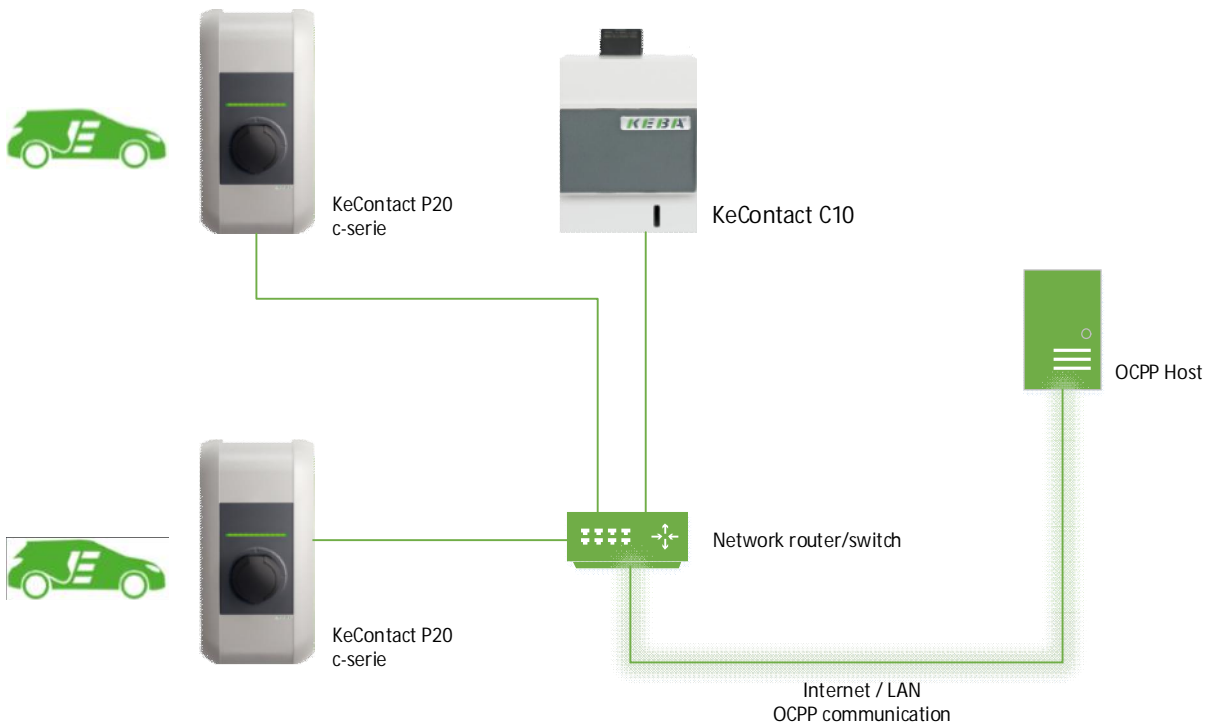 KEBA
KeContact P20
c-serie
KeContact C10
OCPP Host
Network router/switch
KeContact P20
c-serie
Internet / LAN
OCPP communication